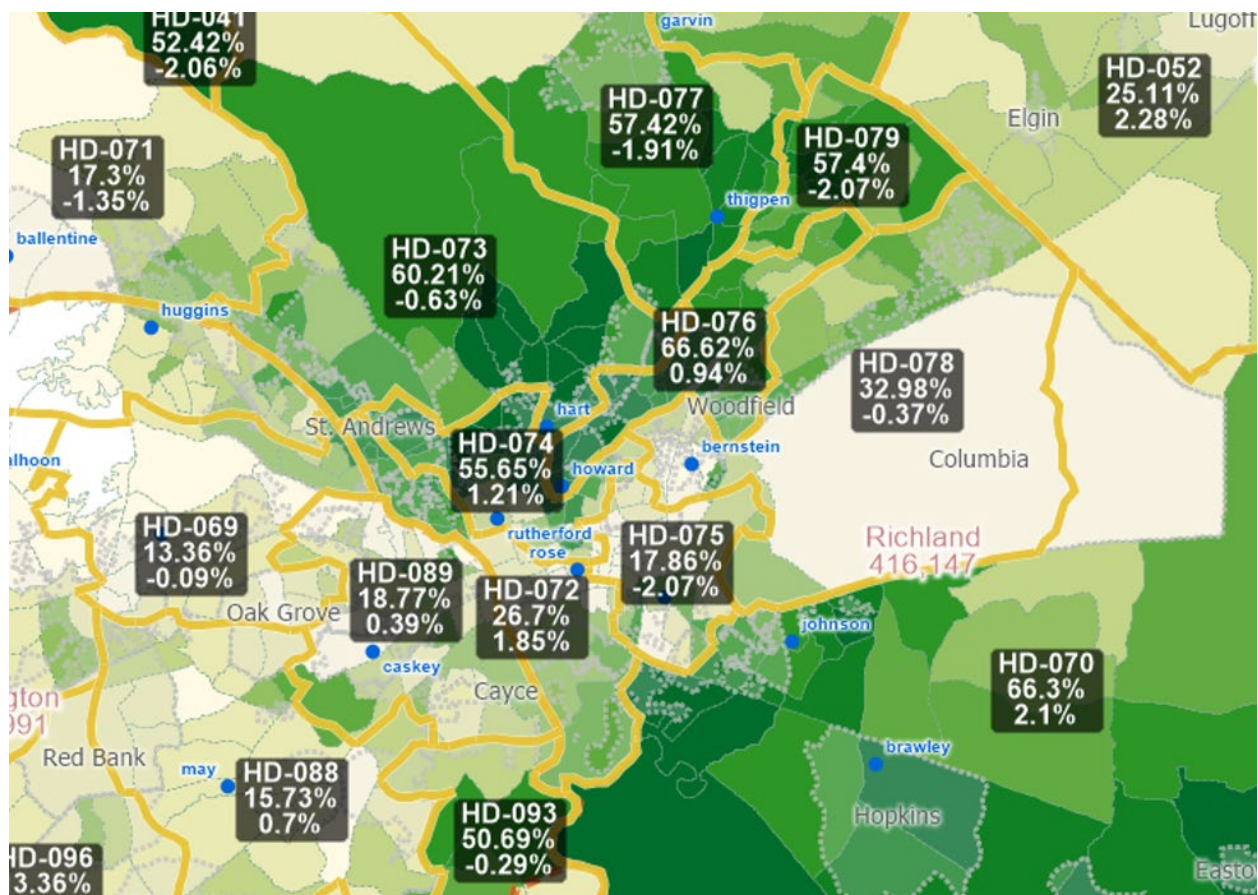 HD-041
52.42%
-2.06%
garvin
Lugoff
HD-052
25.11%
2.28%
HD-077
57.42%
-1.91%
Elgin
HD-079
57.4%
-2.07%
HD-071
17.3%
-1.35%
thigpen
ballentine
HD-073
60.21%
-0.63%
huggins
HD-076
66.62%
0.94%
HD-078
32.98%
-0.37%
Woodfield
hart
St. Andrews
HD-074
55.65%
1.21%
howard
bernstein
Columbia
alhoon
HD-069
13.36%
-0.09%
rutherford
rose
HD-075
17.86%
-2.07%
Richland
416,147
HD-089
18.77%
0.39%
HD-072
26.7%
1.85%
Oak Grove
johnson
caskey
HD-070
66.3%
2.1%
Cayce
gton
991
Red Bank
brawley
may
HD-088
15.73%
0.7%
HD-093
50.69%
-0.29%
Hopkins
HD-096
3.36%
Easto